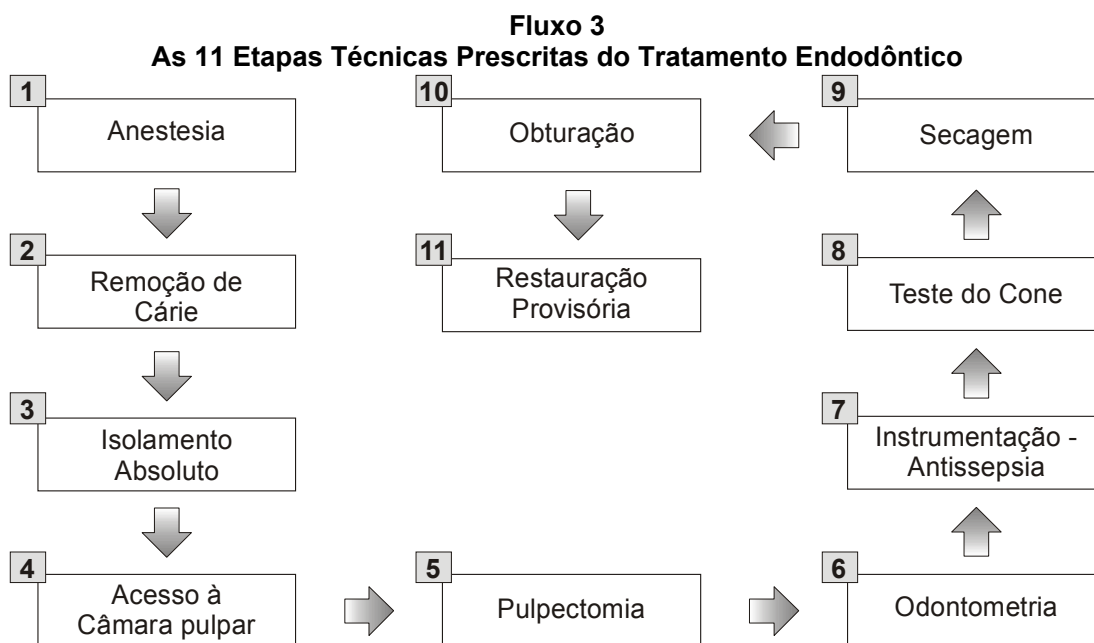 Fluxo 3
As 11 Etapas Técnicas Prescritas do Tratamento Endodôntico
1
Anestesia
2
Remoção de
Cárie
3
Isolamento
Absoluto
4
Acesso à
Câmara pulpar
5
Pulpectomia
6
Odontometria
7
Instrumentação -
Antissepsia
8
Teste do Cone
9
Secagem
10
Obturação
11
Restauração
Provisória